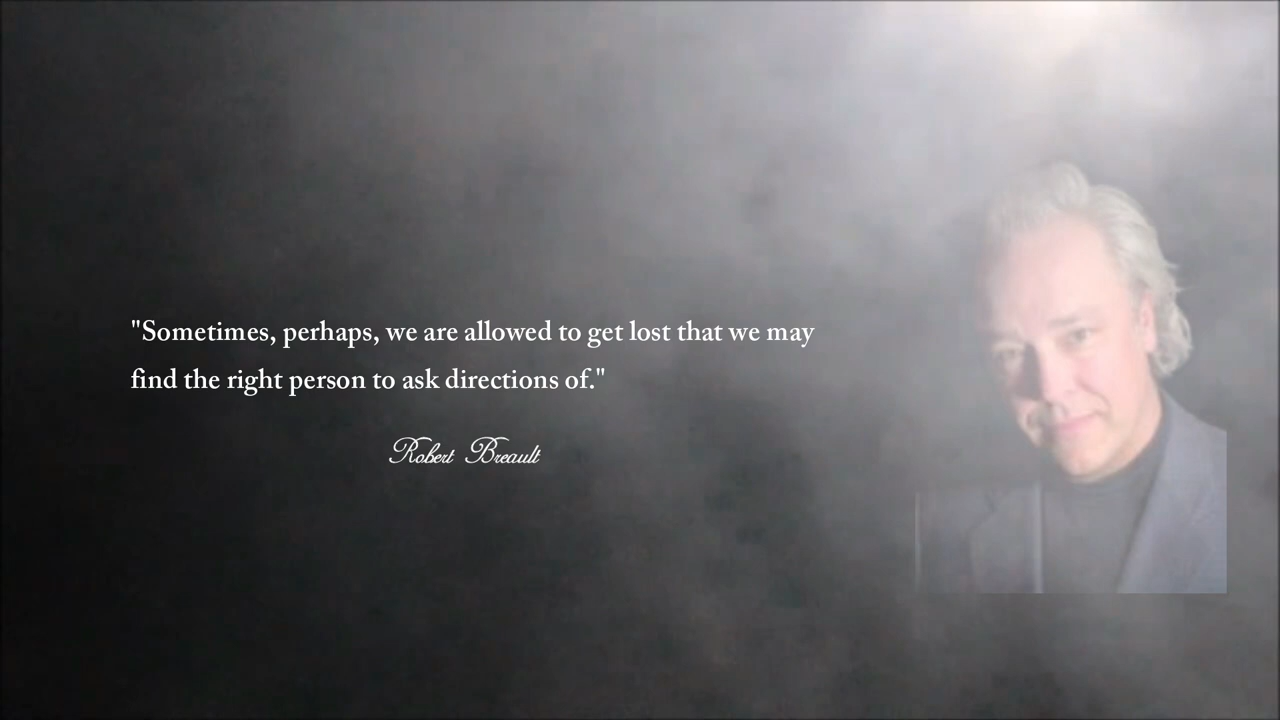 "Sometimes, perhaps, we are allowed to get lost that we may
find the right person to ask directions of."
Robert Breault